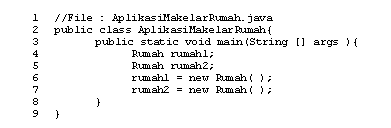 1 //File : AplikasiMakelarRumah.java
2 public class AplikasiMakelarRumah{
3 public static void main(String [] args ){
4 Rumah rumah1;
5 Rumah rumah2;
6 rumah1 = new Rumah( );
7 rumah2 = new Rumah( );
8 }
9 }